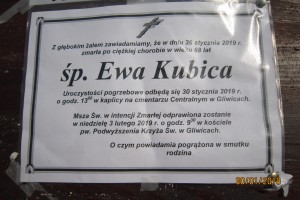 Z głębokim żalem zawiadamiamy, że w dniu 26 stycznia 2019 r.
zmarła po ciężkiej chorobie w wieku 68 lat
śp. Ewa Kubica
Uroczystości pogrzebowe odbędą się 30 stycznia 2019 r.
o godz. 13⁰⁰ w kaplicy na cmentarzu Centralnym w Gliwicach.
Msza Św. w intencji Zmarłej odprawiona zostanie
w niedzielę 3 lutego 2019 r. o godz. 9⁰⁰ w kościele
pw. Podwyższenia Krzyża Św. w Gliwicach.
O czym powiadamia pogrążona w smutku
rodzina